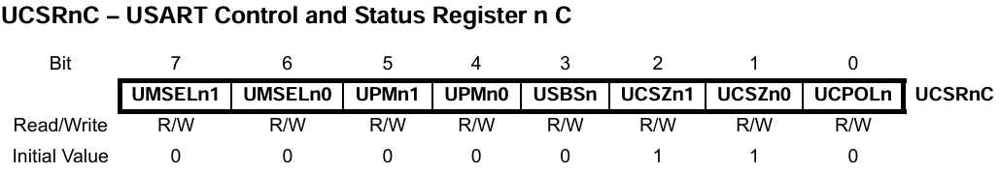 UCSRnC – USART Control and Status Register n C
Bit 7 6 5 4 3 2 1 0
UMSELn1 UMSELn0 UPMn1 UPMn0 USBSn UCSZn1 UCSZn0 UCPOLn UCSRnC
Read/Write R/W R/W R/W R/W R/W R/W R/W R/W
Initial Value 0 0 0 0 0 1 1 0